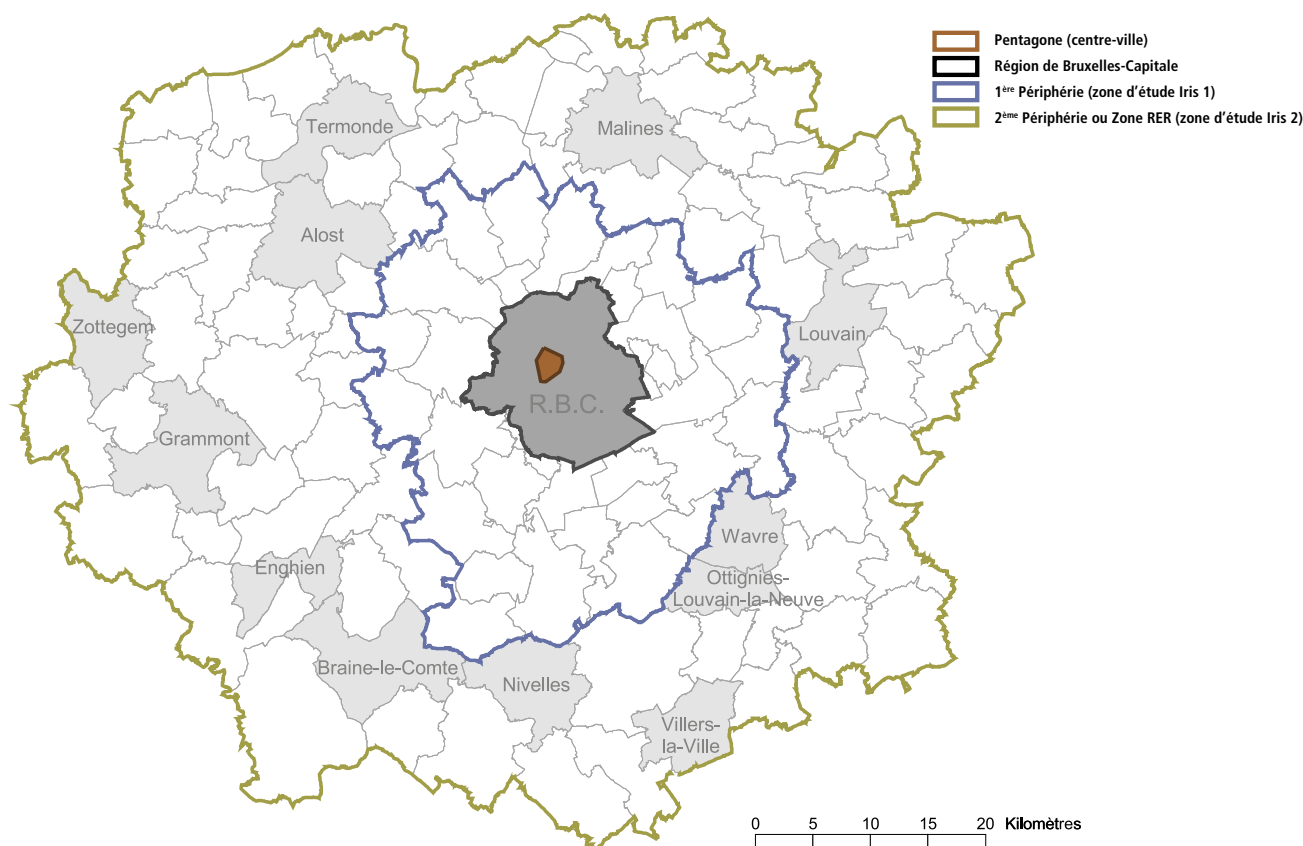 Pentagone (centre-ville)
Région de Bruxelles-Capitale
1ère Périphérie (zone d'étude Iris 1)
2ème Périphérie ou Zone RER (zone d'étude Iris 2)
Termonde
Malines
Alost
Zottegem
Louvain
R.B.C.
Grammont
Wavre
Enghien
Ottignies-
Louvain-la-Neuve
Braine-le-Comte
Nivelles
Villers-
la-Ville
0 5 10 15 20 Kilomètres